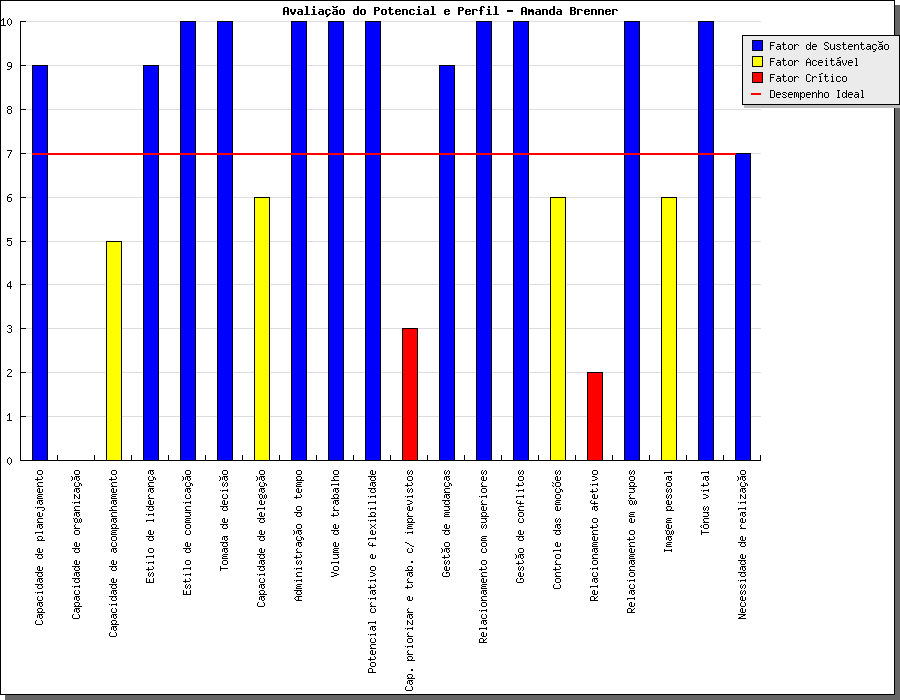 Avaliação do Potencial e Perfil - Amanda Brenner
Fator de Sustentação
Fator Aceitável
Fator Crítico
Desempenho Ideal
10
9
8
7
6
5
4
3
2
1
0
Capacidade de planejamento
Capacidade de organização
Capacidade de acompanhamento
Estilo de liderança
Estilo de comunicação
Tomada de decisão
Capacidade de delegação
Administração do tempo
Volume de trabalho
Potencial criativo e flexibilidade
Cap. priorizar e trab. c/ imprevistos
Gestão de mudanças
Relacionamento com superiores
Gestão de conflitos
Controle das emoções
Relacionamento afetivo
Relacionamento em grupos
Imagem pessoal
Tônus vital
Necessidade de realização